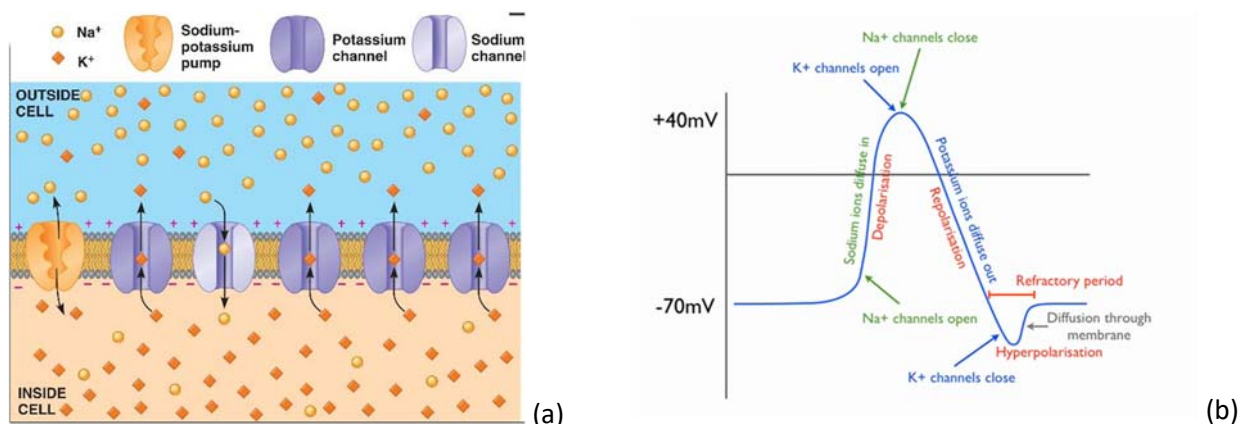 Na+
K+
Sodium-
potassium
pump
Potassium
channel
Sodium
channel
OUTSIDE
CELL
INSIDE
CELL
(a)
Na+ channels close
K+ channels open
+40mV
Sodium ions diffuse in
Depolarisation
Potassium ions diffuse out
Repolarisation
Refractory period
-70mV
Na+ channels open
Diffusion through
membrane
Hyperpolarisation
K+ channels close
(b)